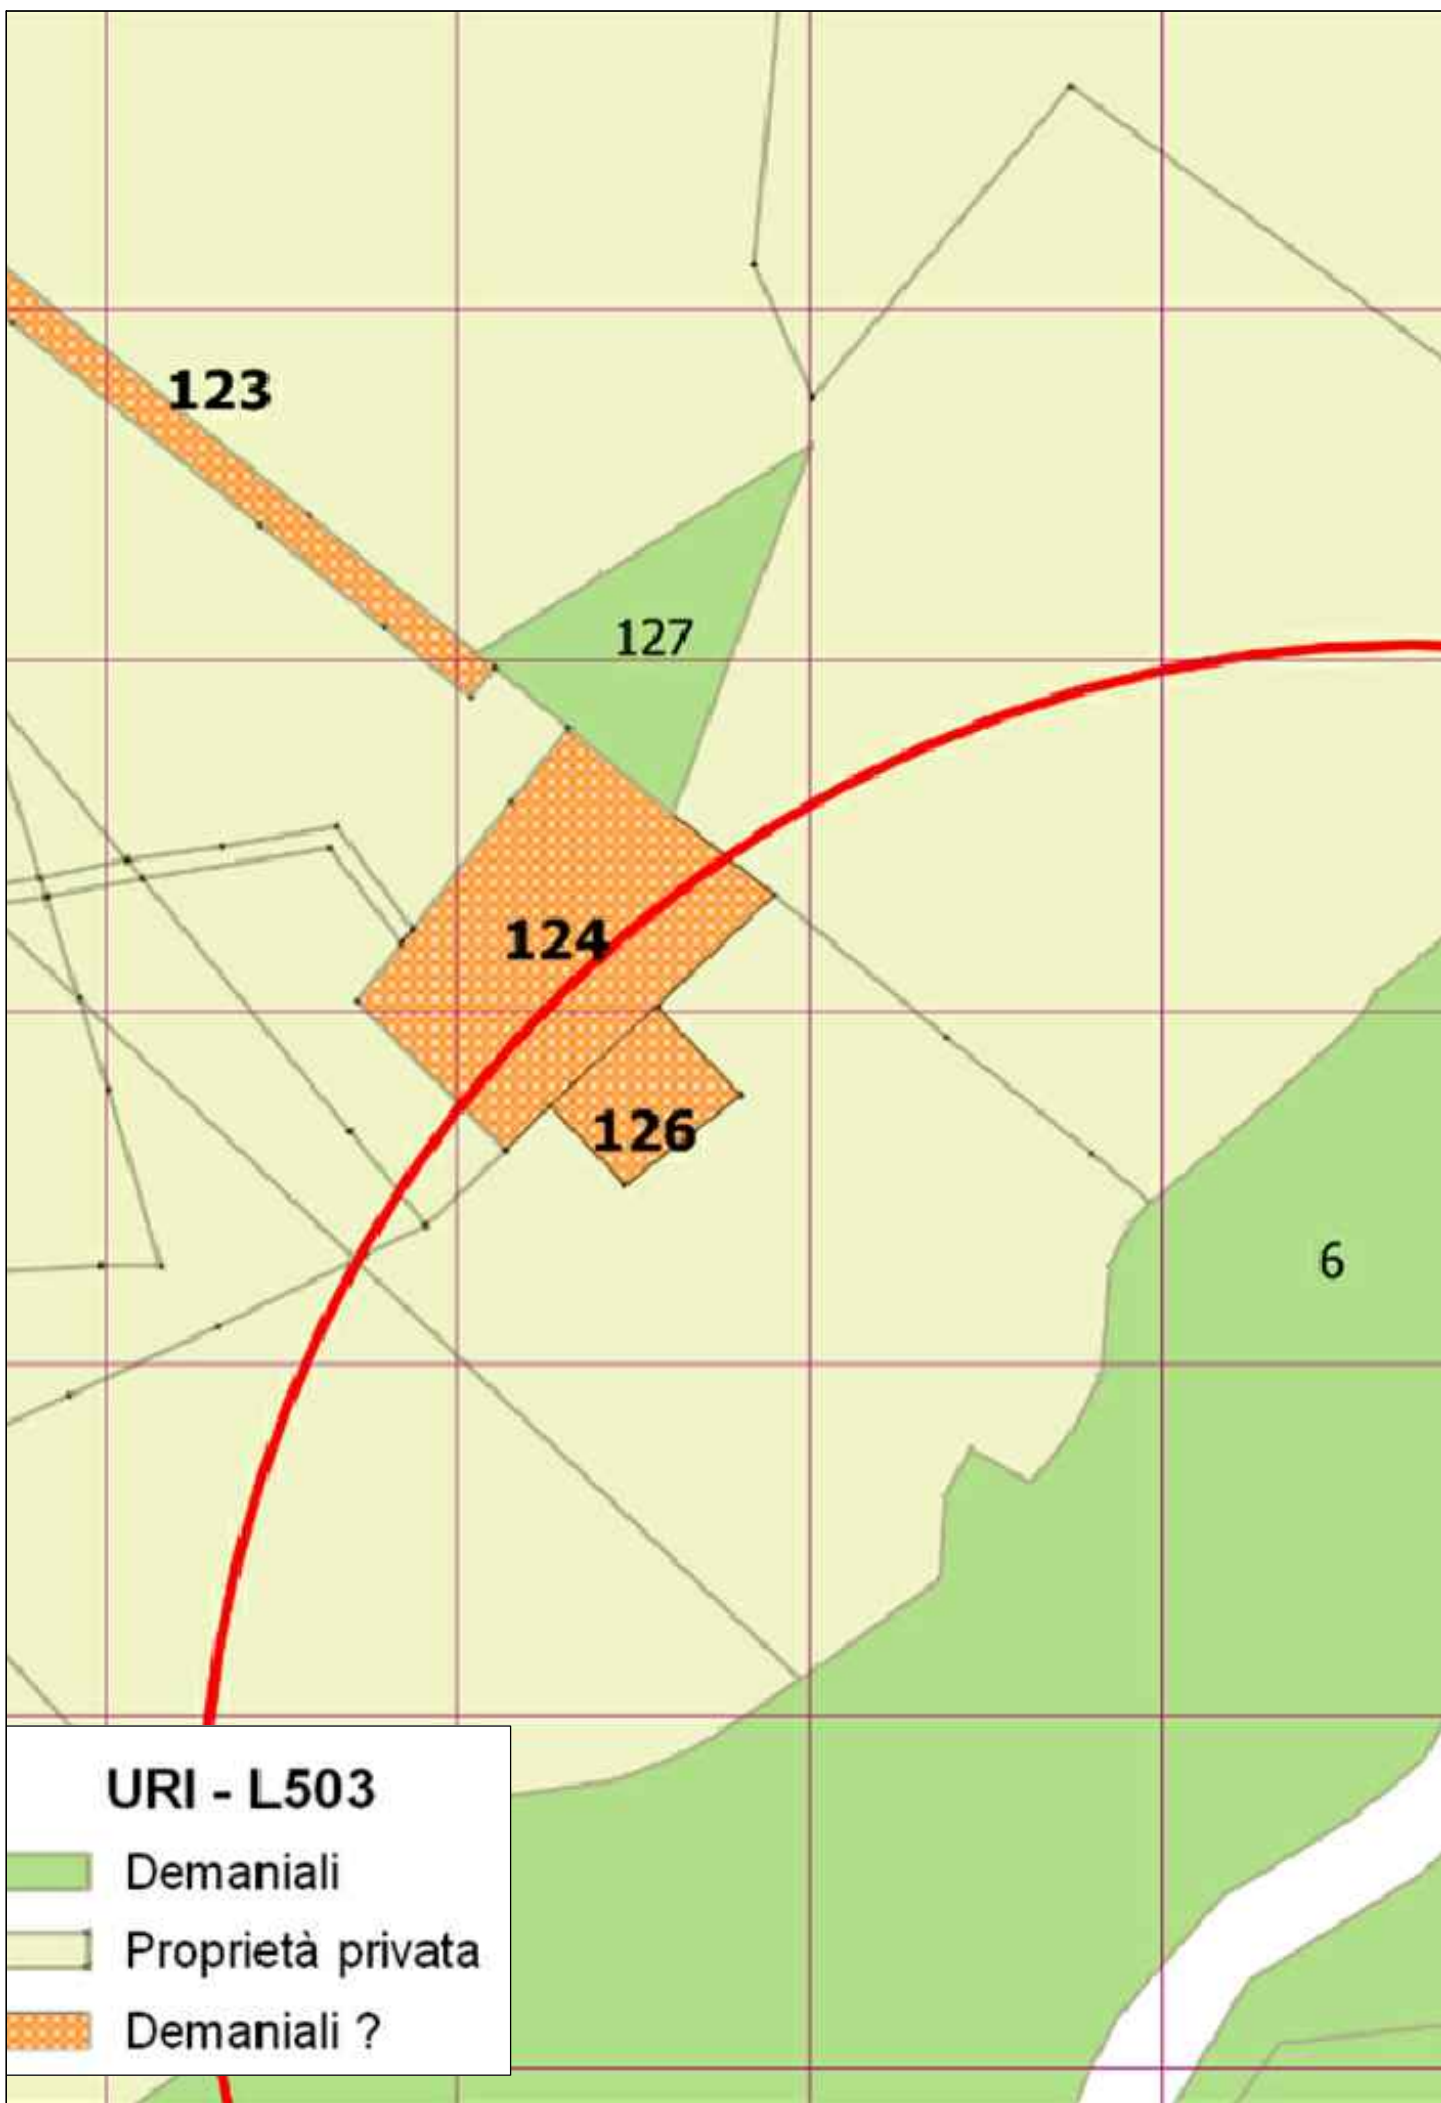 123
127
124
126
6
URI - L503
Demaniali
Proprietà privata
Demaniali ?